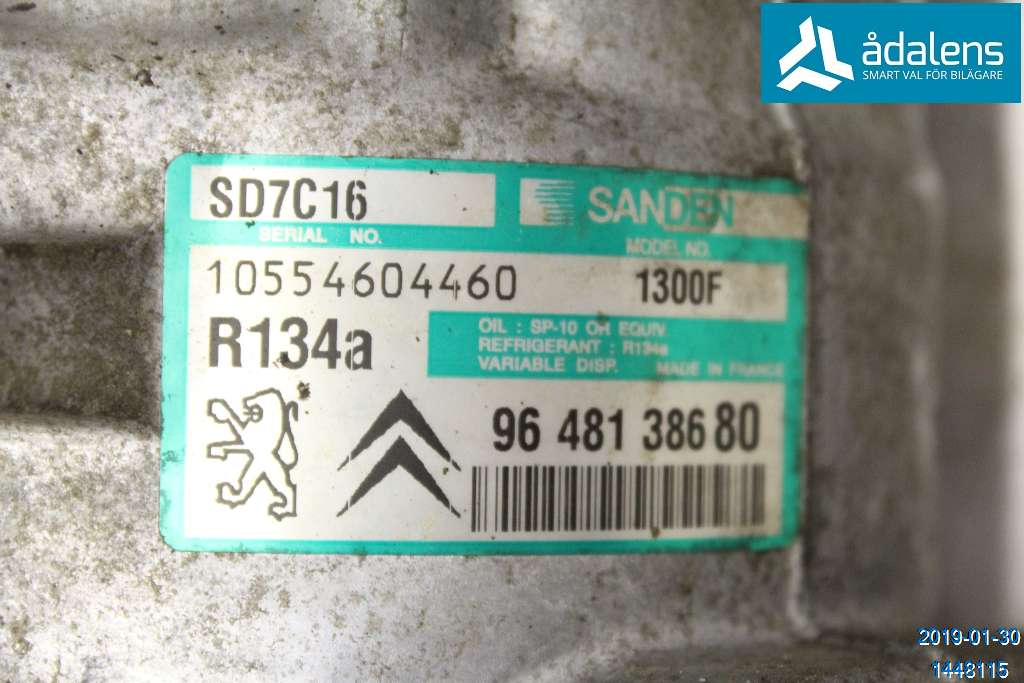 ådalens
SMART VAL FÖR BILÄGARE
SD7C16
SANDEN
SERIAL NO.
MODEL NO.
10554604460
1300F
R134a
OIL : SP-10 OR EQUIV.
REFRIGERANT : R134a
VARIABLE DISP. MADE IN FRANCE
96 481 386 80
2019-01-30
1448115